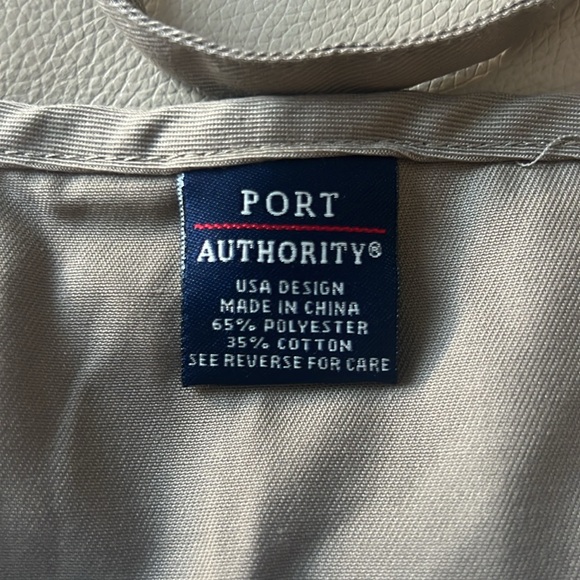 PORT
AUTHORITY®
USA DESIGN
MADE IN CHINA
65% POLYESTER
35% COTTON
SEE REVERSE FOR CARE